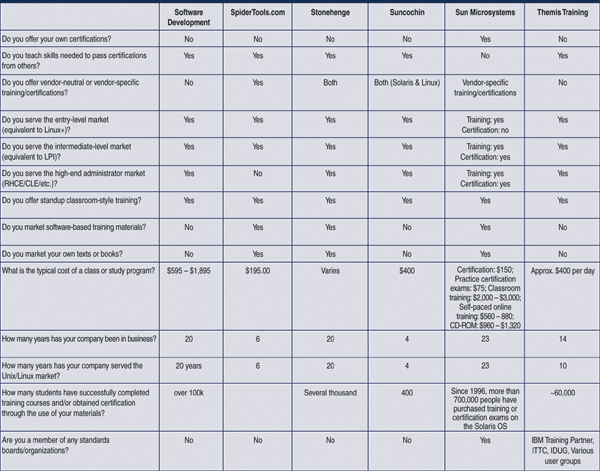 Software Development SpiderTools.com Stonehenge Suncochin Sun Microsystems Themis Training
Do you offer your own certifications? No No No No Yes No
Do you teach skills needed to pass certifications from others? Yes Yes Yes Yes No Yes
Do you offer vendor-neutral or vendor-specific training/certifications? No Yes Both Both (Solaris & Linux) Vendor-specific training/certifications No
Do you serve the entry-level market (equivalent to Linux+)? Yes Yes Yes Yes Training: yes Certification: no Yes
Do you serve the intermediate-level market (equivalent to LPI)? Yes Yes Yes Yes Training: yes Certification: yes Yes
Do you serve the high-end administrator market (RHCE/CLE/etc.)? Yes No Yes Yes Training: yes Certification: yes Yes
Do you offer standup classroom-style training? Yes Yes Yes Yes Yes Yes
Do you market software-based training materials? No Yes Yes No Yes No
Do you market your own texts or books? No Yes Yes No Yes No
What is the typical cost of a class or study program? $595 – $1,895 $195.00 Varies $400 Certification: $150; Practice certification exams: $75; Classroom training: $2,000 – $3,000; Self-paced online training: $560 – 880; CD-ROM: $960 – $1,320 Approx. $400 per day
How many years has your company been in business? 20 6 20 4 23 14
How many years has your company served the Unix/Linux market? 20 years 6 20 4 23 10
How many students have successfully completed training courses and/or obtained certification through the use of your materials? over 100k Several thousand 400 Since 1996, more than 700,000 people have purchased training or certification exams on the Solaris OS ~60,000
Are you a member of any standards boards/organizations? No No No No Yes IBM Training Partner, ITTC, IDUG, Various user groups